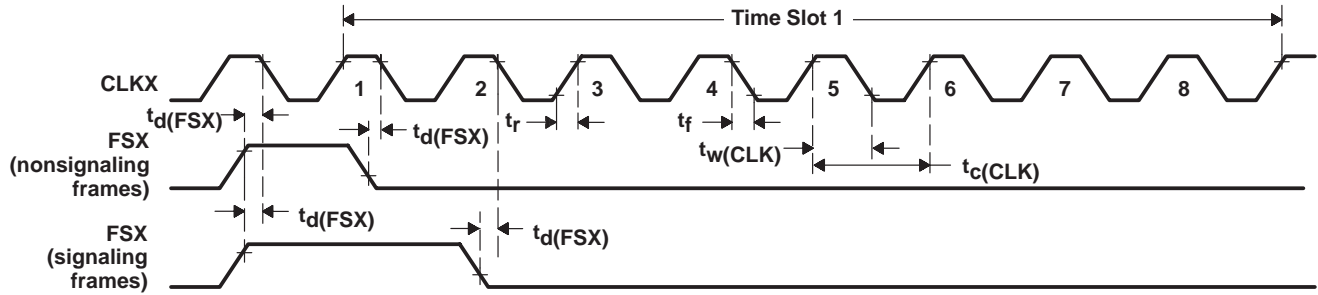 Time Slot 1
CLKX
1 2 3 4 5 6 7 8
td(FSX) td(FSX) tr tf tw(CLK) tc(CLK)
FSX
(nonsignaling
frames)
td(FSX) td(FSX)
FSX
(signaling
frames)